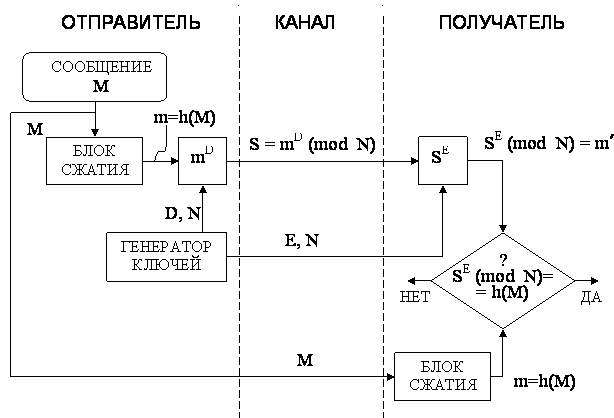 ОТПРАВИТЕЛЬ
КАНАЛ
ПОЛУЧАТЕЛЬ
СООБЩЕНИЕ
M
m=h(M)
M
БЛОК
СЖАТИЯ
m^D
S = m^D (mod N)
S^E
S^E (mod N) = m′
D, N
ГЕНЕРАТОР
КЛЮЧЕЙ
E, N
?
S^E (mod N)=
= h(M)
НЕТ
ДА
M
БЛОК
СЖАТИЯ
m=h(M)